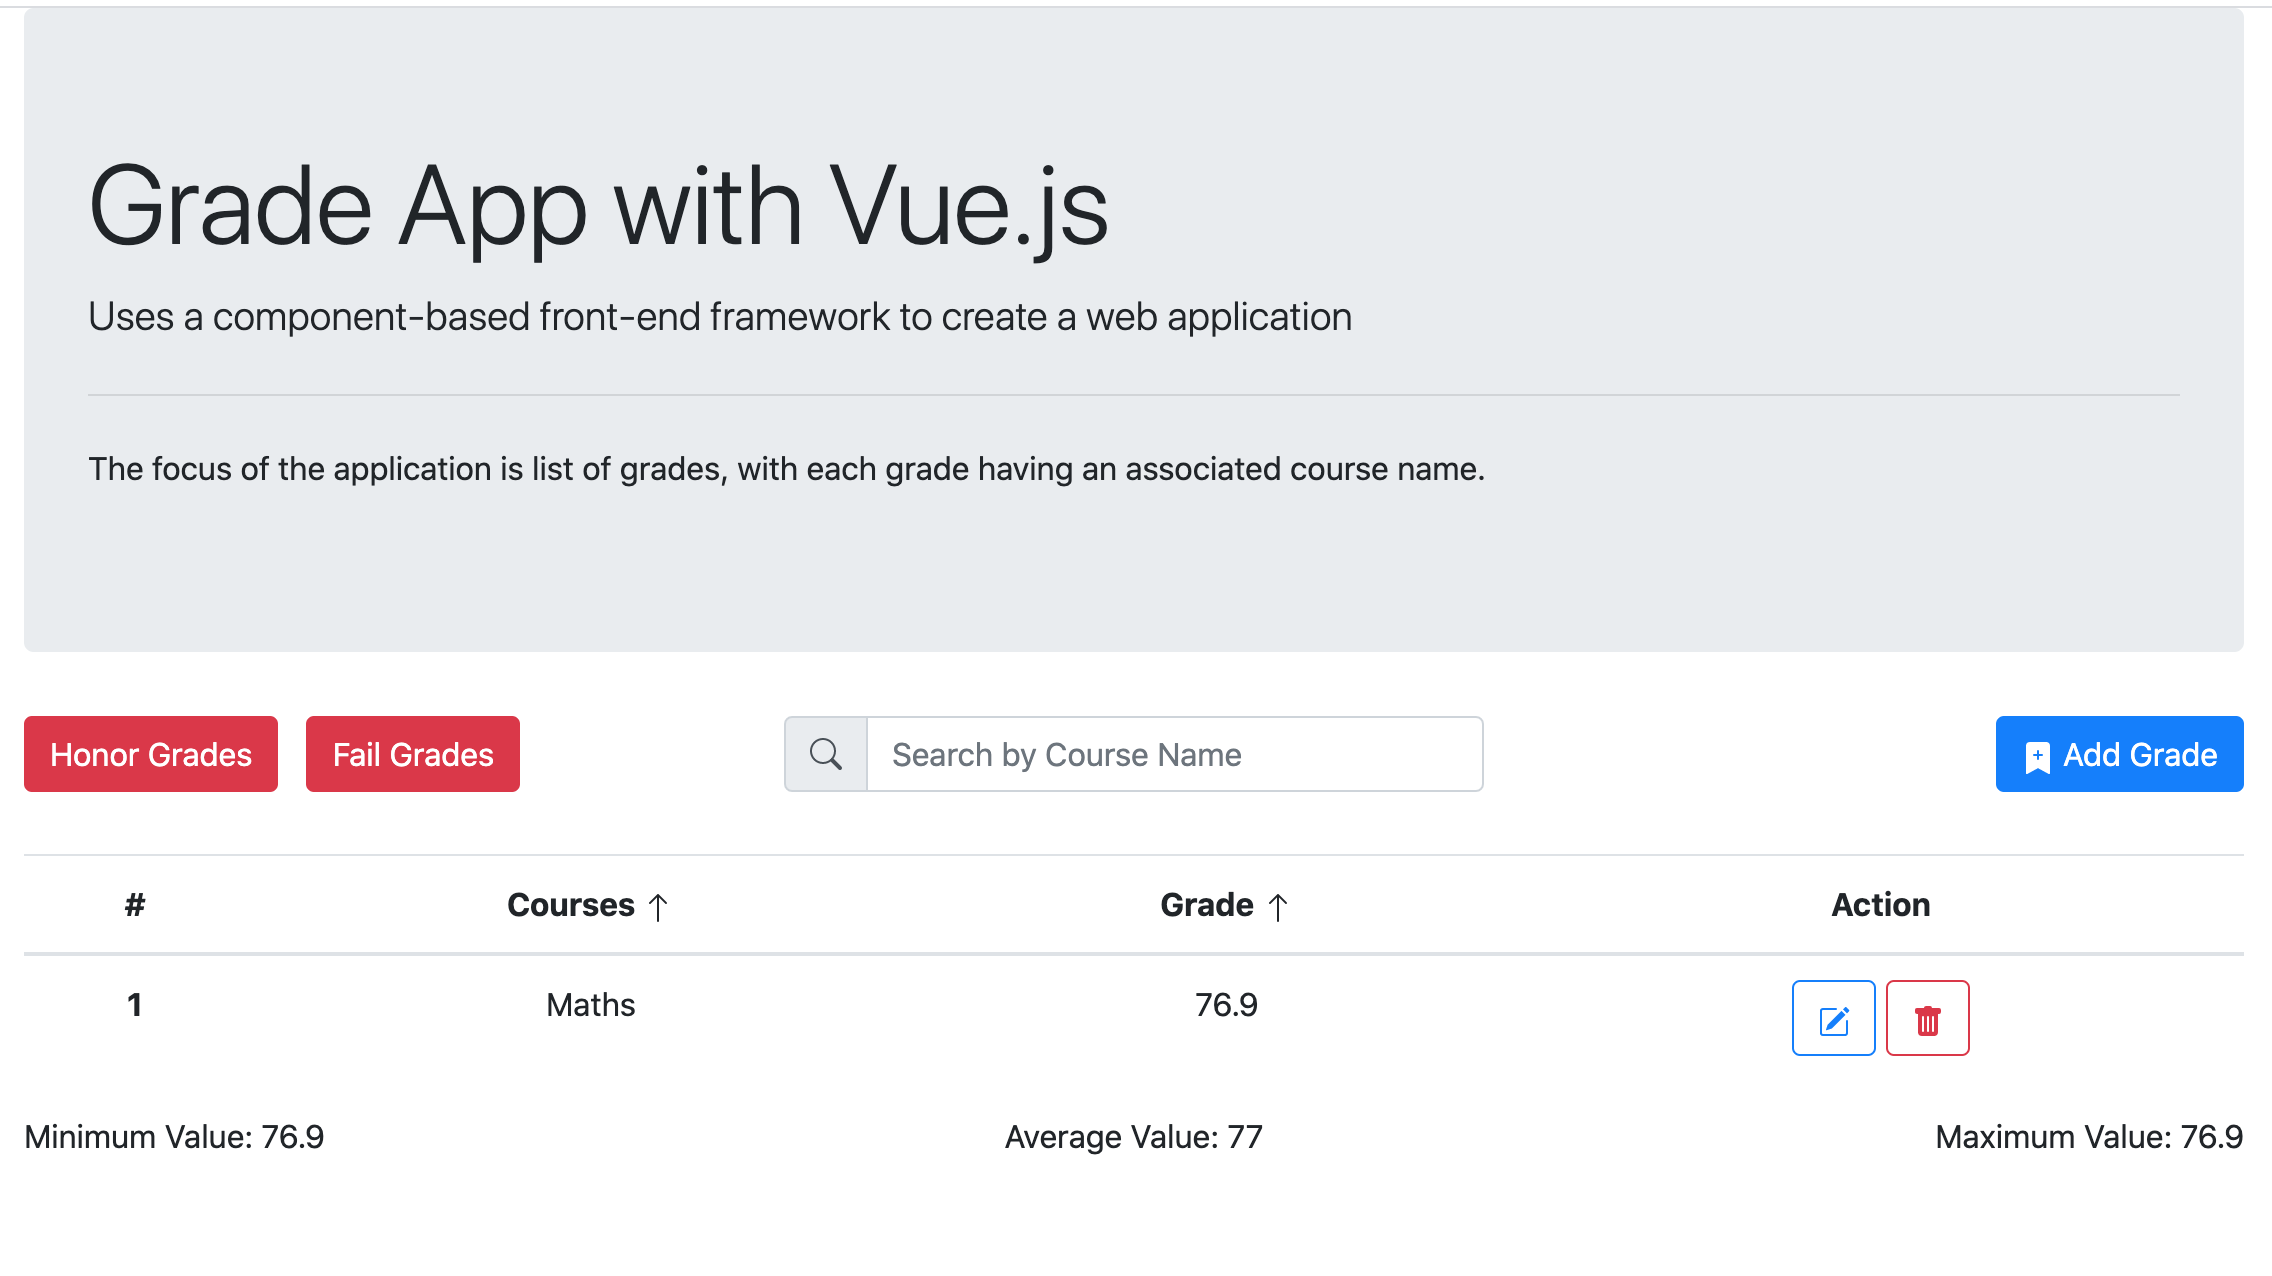 Grade App with Vue.js
Uses a component-based front-end framework to create a web application
The focus of the application is list of grades, with each grade having an associated course name.
Honor Grades Fail Grades Search by Course Name Add Grade
# Courses Grade Action
1 Maths 76.9
Minimum Value: 76.9 Average Value: 77 Maximum Value: 76.9